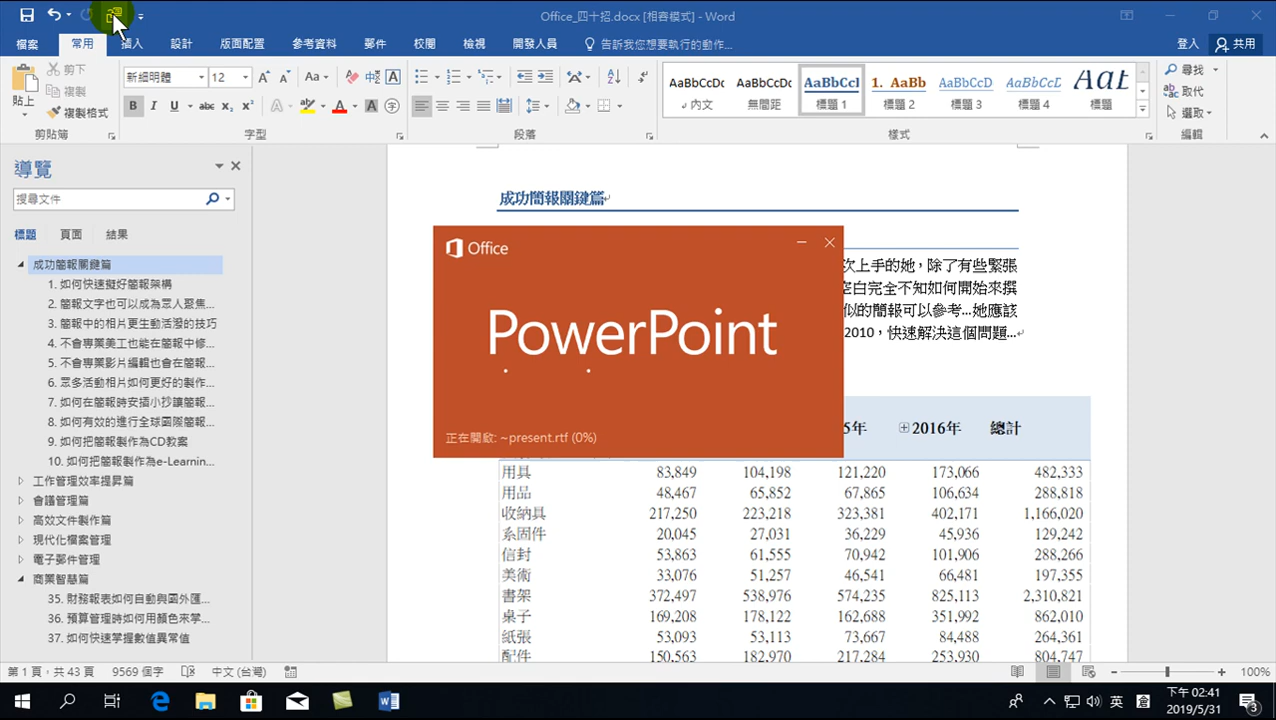 Office_四十招.docx [相容模式] - Word
檔案 常用 插入 設計 版面配置 參考資料 郵件 校閱 檢視 開發人員 告訴我您想要執行的動作... 登入 共用
貼上 剪下 複製 複製格式 剪貼簿
新細明體 12 字型
段落
AaBbCcDc AaBbCcDc AaBbCcl 1. AaBb AaBbCcD AaBbCcD AaE
內文 無間距 標題 1 標題 2 標題 3 標題 4 標題
樣式
尋找 取代 選取 編輯
導覽
搜尋文件
標題 頁面 結果
成功簡報關鍵篇
1. 如何快速擬好簡報架構
2. 簡報文字也可以成為眾人聚焦...
3. 簡報中的相片更生動活潑的技巧
4. 不會專業美工也能在簡報中修...
5. 不會專業影片編輯也會在簡報...
6. 眾多活動相片如何更好的製作...
7. 如何在簡報時安插小抄讓簡報...
8. 如何有效的進行全球國際簡報...
9. 如何把簡報製作為CD教案
10. 如何把簡報製作為e-Learnin...
工作管理效率提昇篇
會議管理篇
高效文件製作篇
現代化檔案管理
電子郵件管理
商業智慧篇
35. 財務報表如何自動與國外匯...
36. 預算管理時如何用顏色來掌...
37. 如何快速掌握數值異常值
成功簡報關鍵篇
次上手的她，除了有些緊張
空白完全不知如何開始來撰
似的簡報可以參考...她應該
2010，快速解決這個問題...
Office
PowerPoint
正在開啟: ~present.rtf (0%)
5年 2016年 總計
用具 83,849 104,198 121,220 173,066 482,333
用品 48,467 65,852 67,865 106,634 288,818
收納具 217,250 223,218 323,381 402,171 1,166,020
糸固件 20,045 27,031 36,229 45,936 129,242
信封 53,863 61,555 70,942 101,906 288,266
美術 33,076 51,257 46,541 66,481 197,355
書架 372,497 538,976 574,235 825,113 2,310,821
桌子 169,208 178,122 162,688 351,992 862,010
紙張 53,093 53,113 73,667 84,488 264,361
配件 150,563 182,970 217,284 253,930 804,747
第 1 頁，共 43 頁 9569 個字 中文 (台灣) 100%
英 下午 02:41
2019/5/31 3